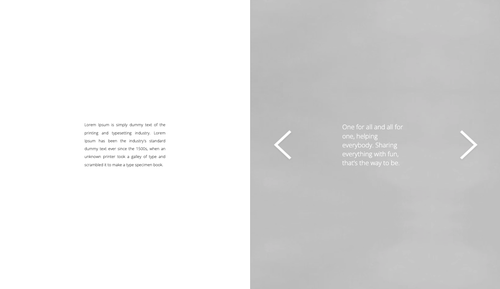 Lorem Ipsum is simply dummy text of the
printing and typesetting industry. Lorem
Ipsum has been the industry's standard
dummy text ever since the 1500s, when an
unknown printer took a galley of type and
scrambled it to make a type specimen book.
One for all and all for
one, helping
everybody. Sharing
everything with fun,
that's the way to be.